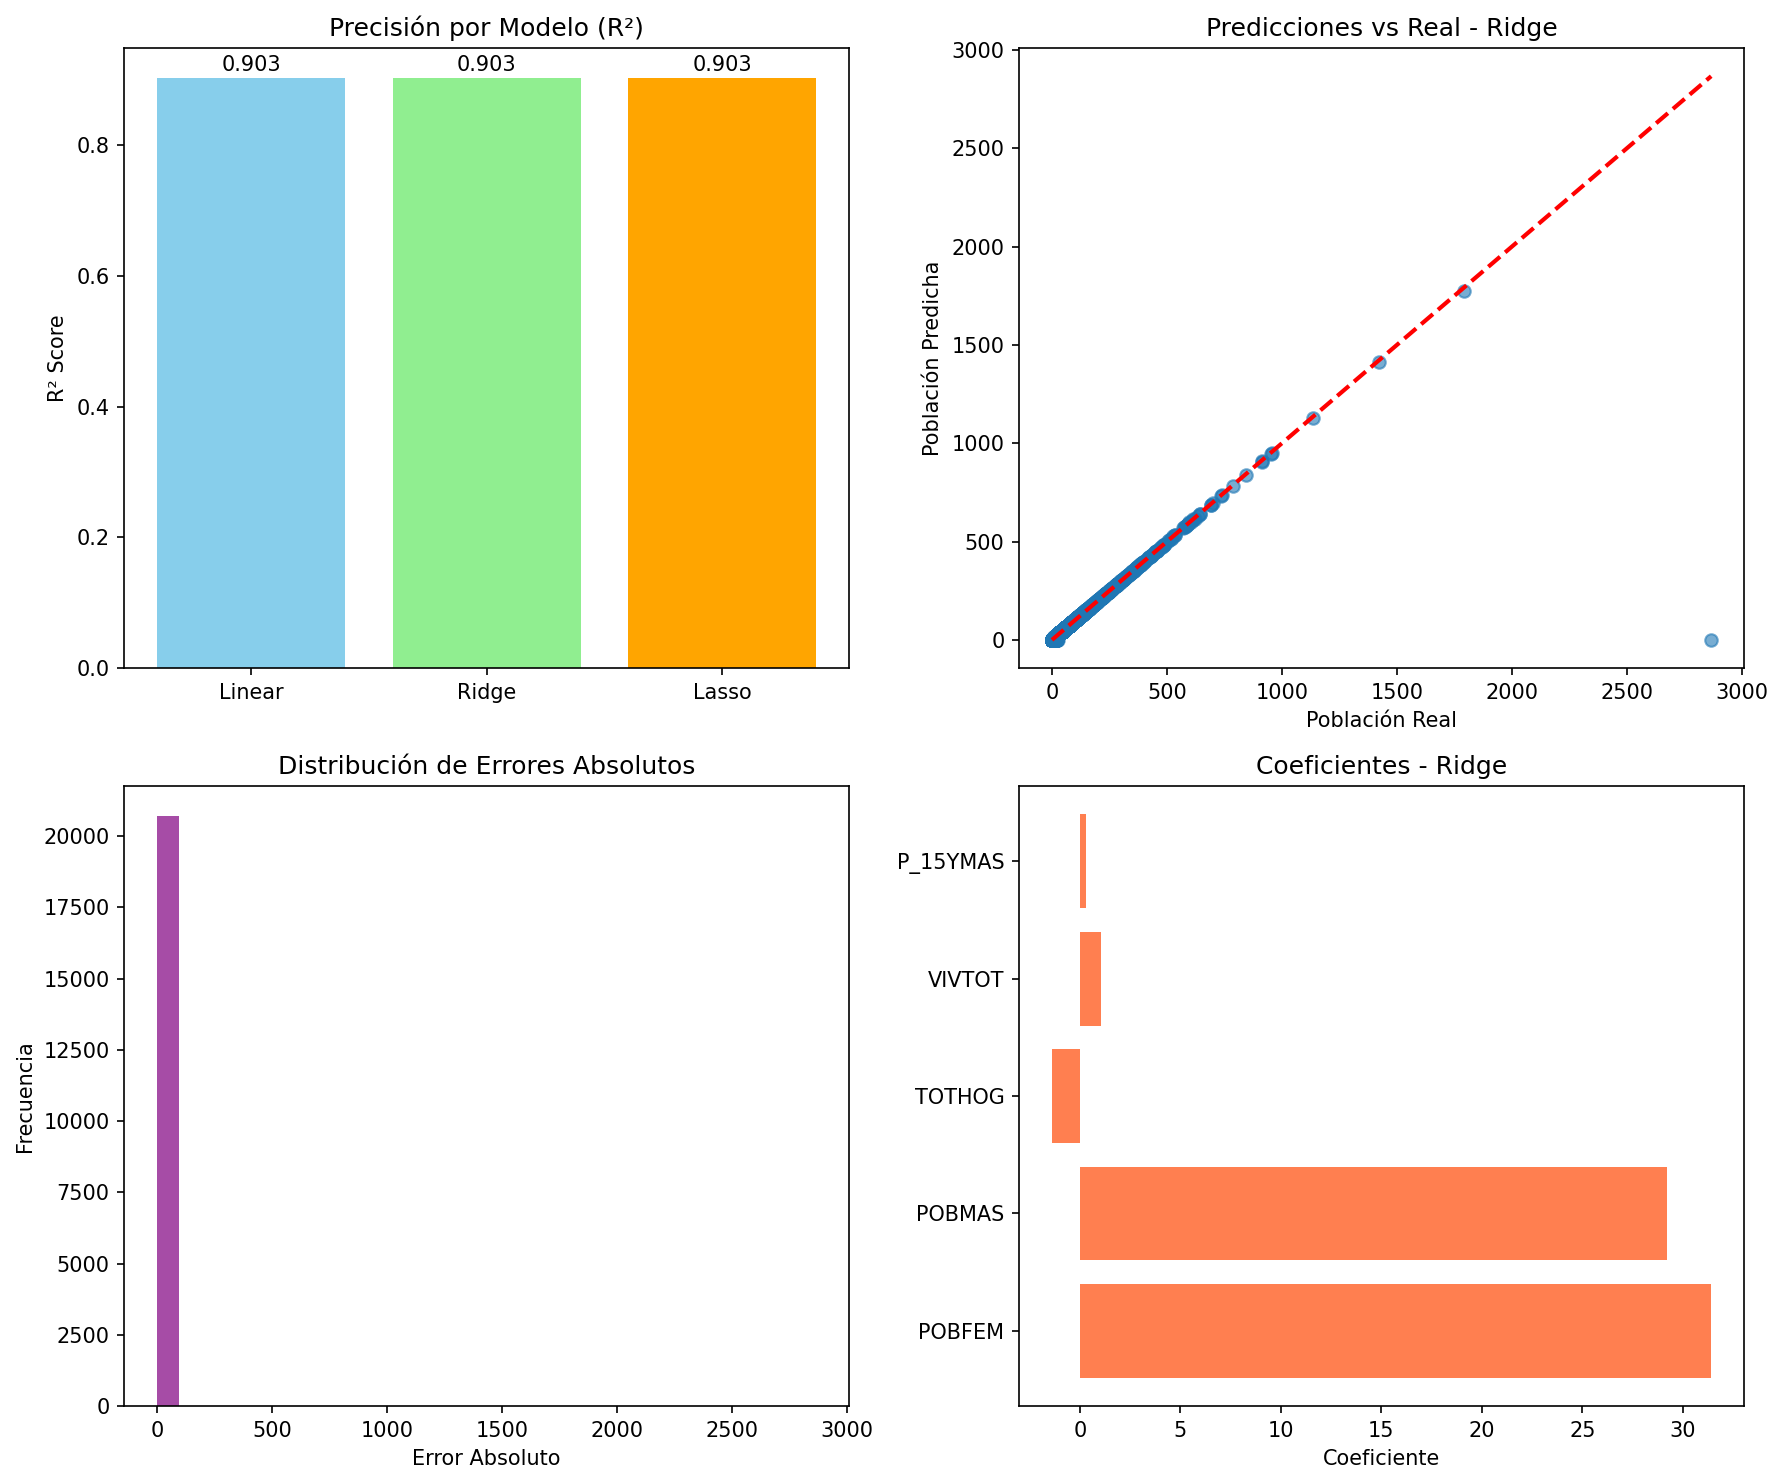 Precisión por Modelo (R²)
0.903
0.903
0.903
R² Score
0.8
0.6
0.4
0.2
0.0
Linear
Ridge
Lasso
Predicciones vs Real - Ridge
Población Predicha
3000
2500
2000
1500
1000
500
0
0
500
1000
1500
2000
2500
3000
Población Real
Distribución de Errores Absolutos
Frecuencia
20000
17500
15000
12500
10000
7500
5000
2500
0
0
500
1000
1500
2000
2500
3000
Error Absoluto
Coeficientes - Ridge
P_15YMAS
VIVTOT
TOTHOG
POBMAS
POBFEM
0
5
10
15
20
25
30
Coeficiente